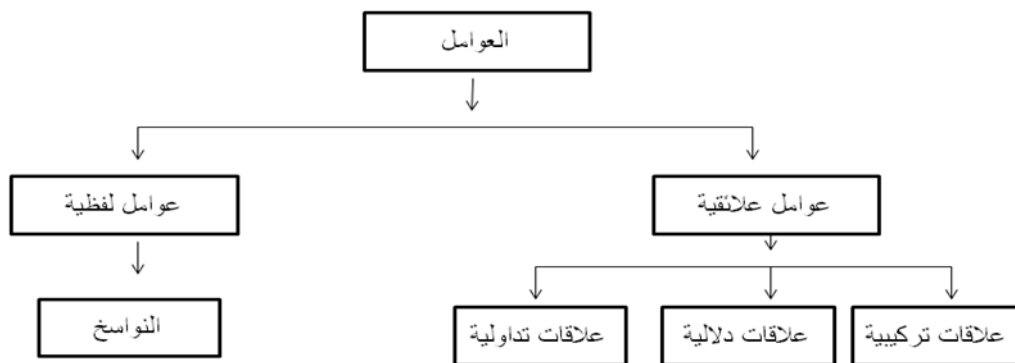 العوامل
عوامل علائقية
عوامل لفظية
علاقات تركيبية
علاقات دلالية
علاقات تداولية
النواسخ